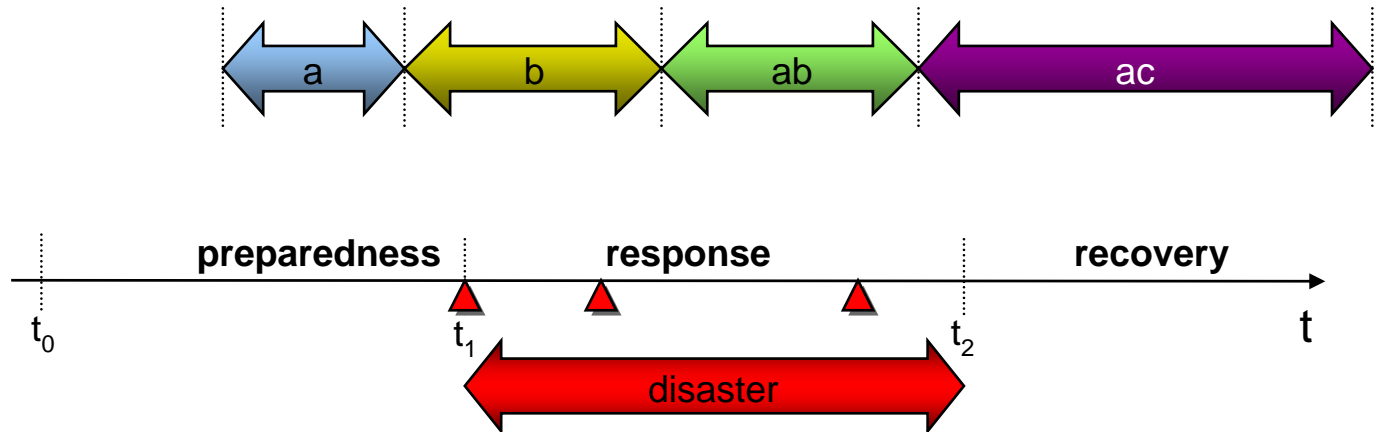 a b ab ac
preparedness response recovery
t0 t1 t2 t
disaster